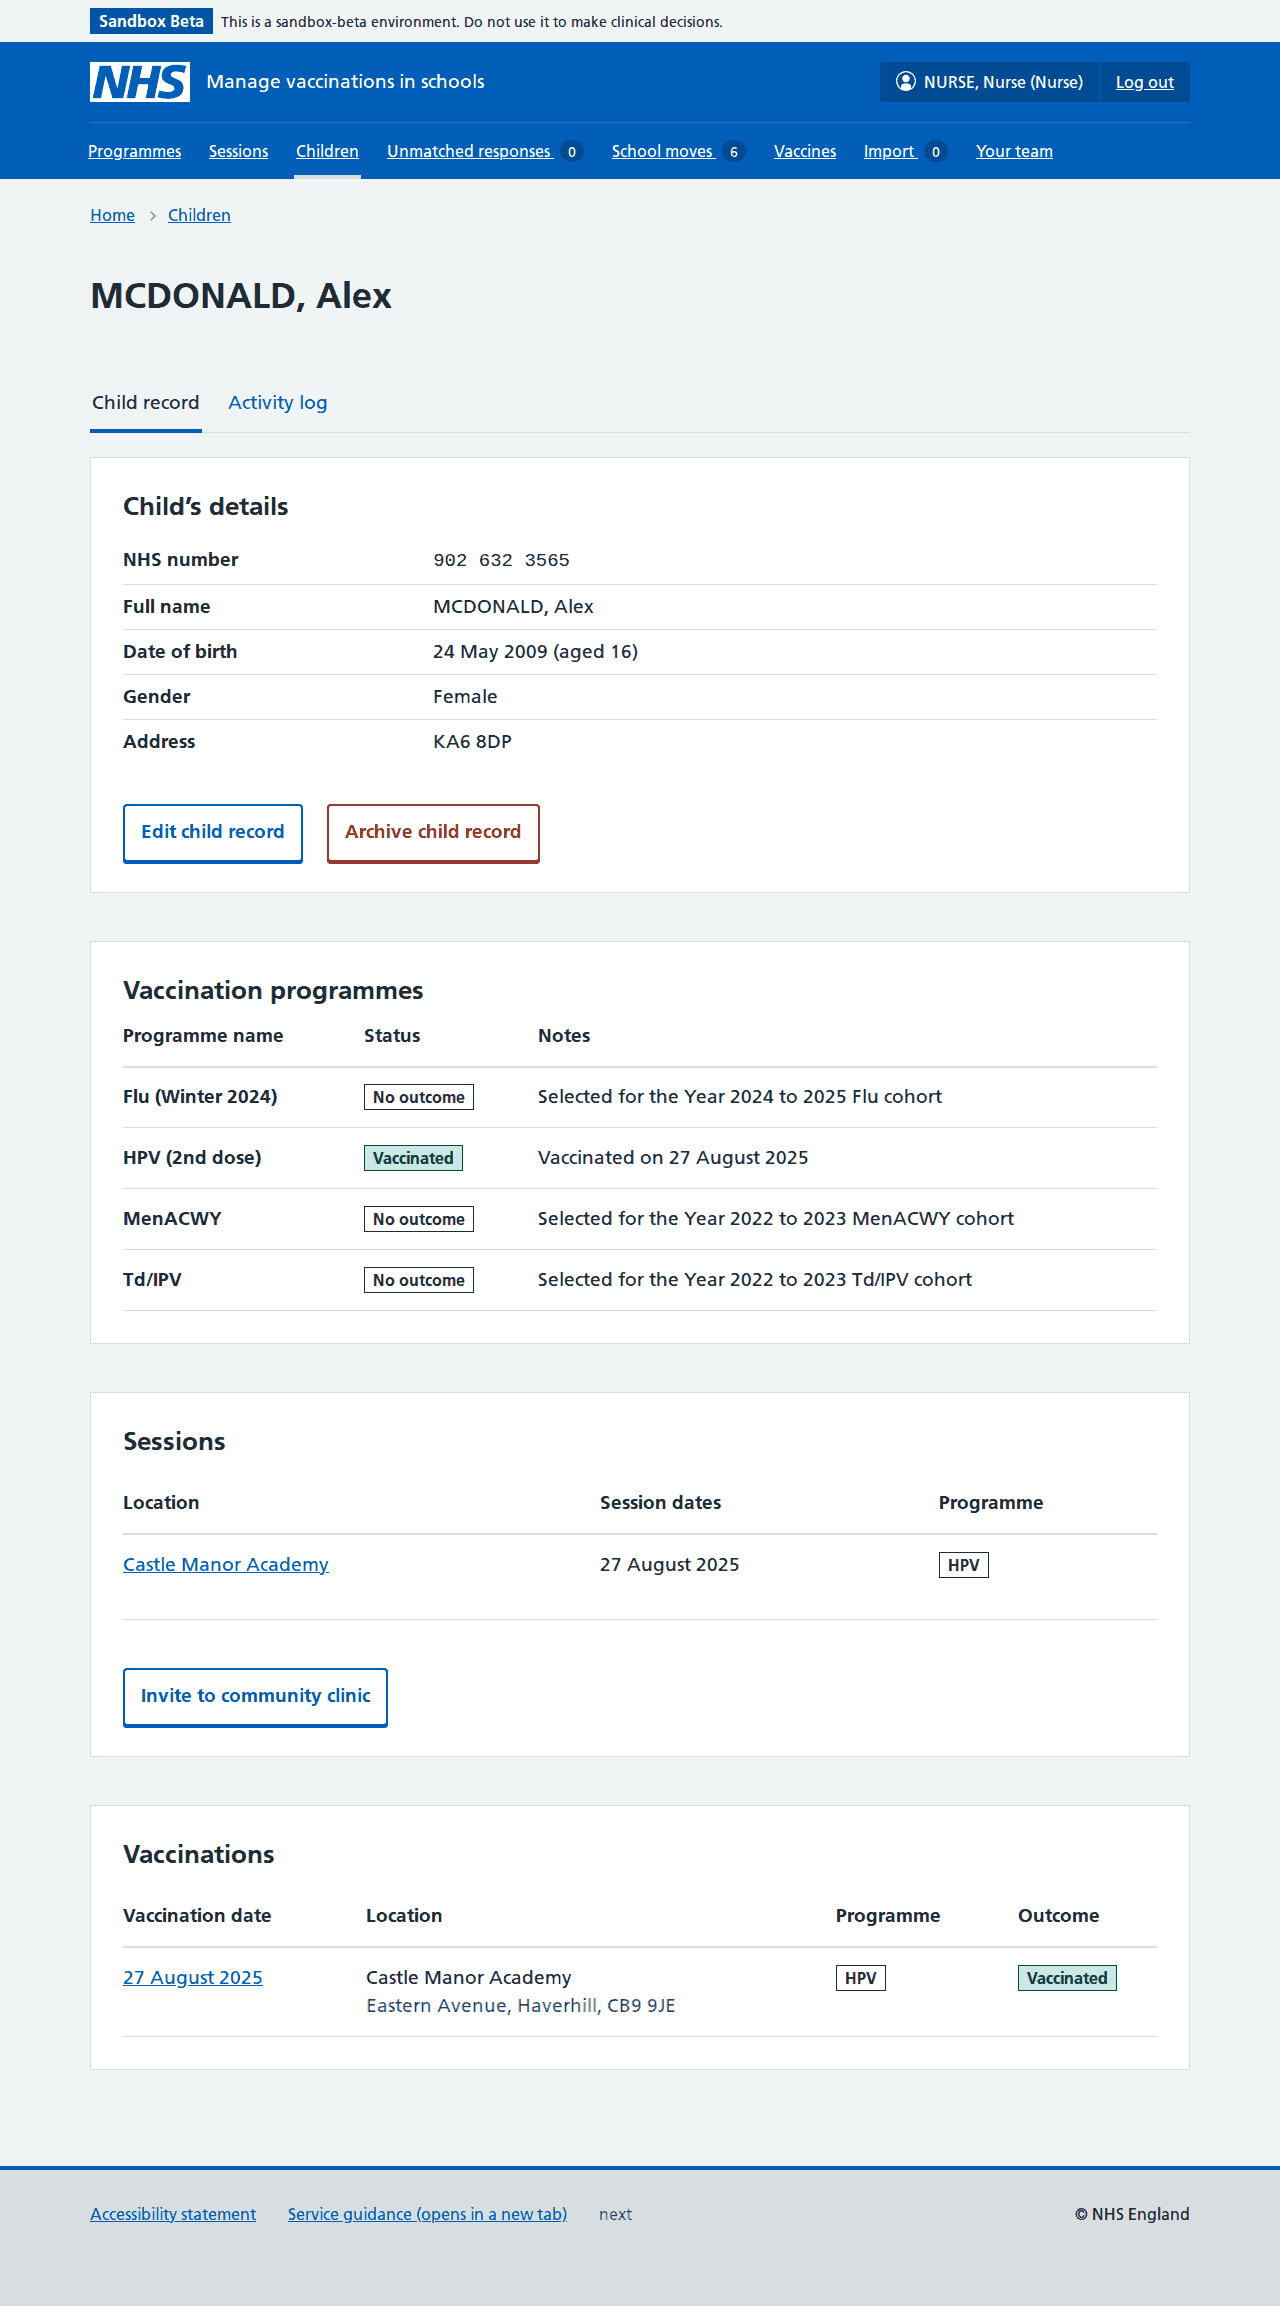 Sandbox Beta This is a sandbox-beta environment. Do not use it to make clinical decisions.
NHS Manage vaccinations in schools NURSE, Nurse (Nurse) Log out
Programmes Sessions Children Unmatched responses 0 School moves 6 Vaccines Import 0 Your team
Home Children
MCDONALD, Alex
Child record Activity log
Child’s details
NHS number 902 632 3565
Full name MCDONALD, Alex
Date of birth 24 May 2009 (aged 16)
Gender Female
Address KA6 8DP
Edit child record Archive child record
Vaccination programmes
Programme name Status Notes
Flu (Winter 2024) No outcome Selected for the Year 2024 to 2025 Flu cohort
HPV (2nd dose) Vaccinated Vaccinated on 27 August 2025
MenACWY No outcome Selected for the Year 2022 to 2023 MenACWY cohort
Td/IPV No outcome Selected for the Year 2022 to 2023 Td/IPV cohort
Sessions
Location Session dates Programme
Castle Manor Academy 27 August 2025 HPV
Invite to community clinic
Vaccinations
Vaccination date Location Programme Outcome
27 August 2025 Castle Manor Academy HPV Vaccinated
Eastern Avenue, Haverhill, CB9 9JE
Accessibility statement Service guidance (opens in a new tab) next © NHS England